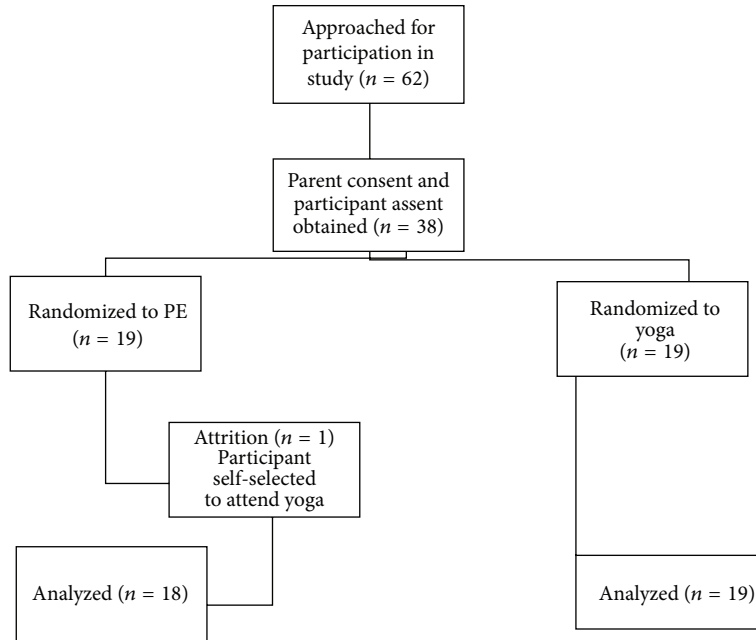 Approached for
participation in
study (n = 62)
Parent consent and
participant assent
obtained (n = 38)
Randomized to PE
(n = 19)
Randomized to
yoga
(n = 19)
Attrition (n = 1)
Participant
self-selected
to attend yoga
Analyzed (n = 18)
Analyzed (n = 19)